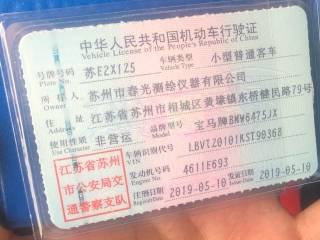 中华人民共和国机动车行驶证
Vehicle License of the People's Republic of China
号牌号码 苏E2X125 车辆类型 小型普通客车
Plate No. Vehicle Type
所有人 苏州市春光测绘仪器有限公司
Owner
住址 江苏省苏州市相城区黄埭镇东桥健民路79号
Address
使用性质 非营运 品牌型号 宝马牌BMW6475JX
Use Character Model
江苏省苏州
市公安局交
通警察支队
车辆识别代号 LBVTZ0101KST90368
VIN
发动机号码 4611E693
Engine No.
注册日期 2019-05-10 发证日期 2019-05-10
Register Date Issue Date